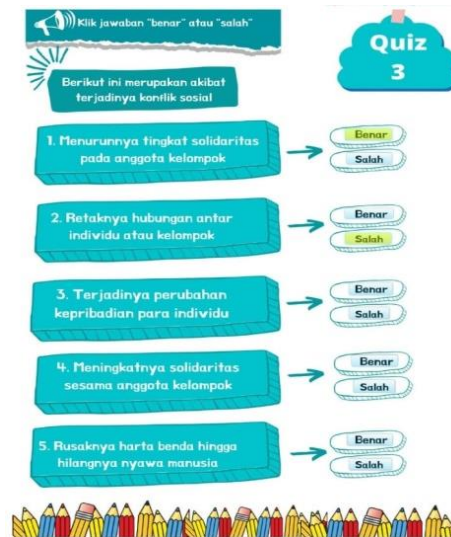 Klik jawaban "benar" atau "salah"
Quiz
3
Berikut ini merupakan akibat
terjadinya konflik sosial
1. Menurunnya tingkat solidaritas
pada anggota kelompok
Benar
Salah
2. Retaknya hubungan antar
individu atau kelompok
Benar
Salah
3. Terjadinya perubahan
kepribadian para individu
Benar
Salah
4. Meningkatnya solidaritas
sesama anggota kelompok
Benar
Salah
5. Rusaknya harta benda hingga
hilangnya nyawa manusia
Benar
Salah